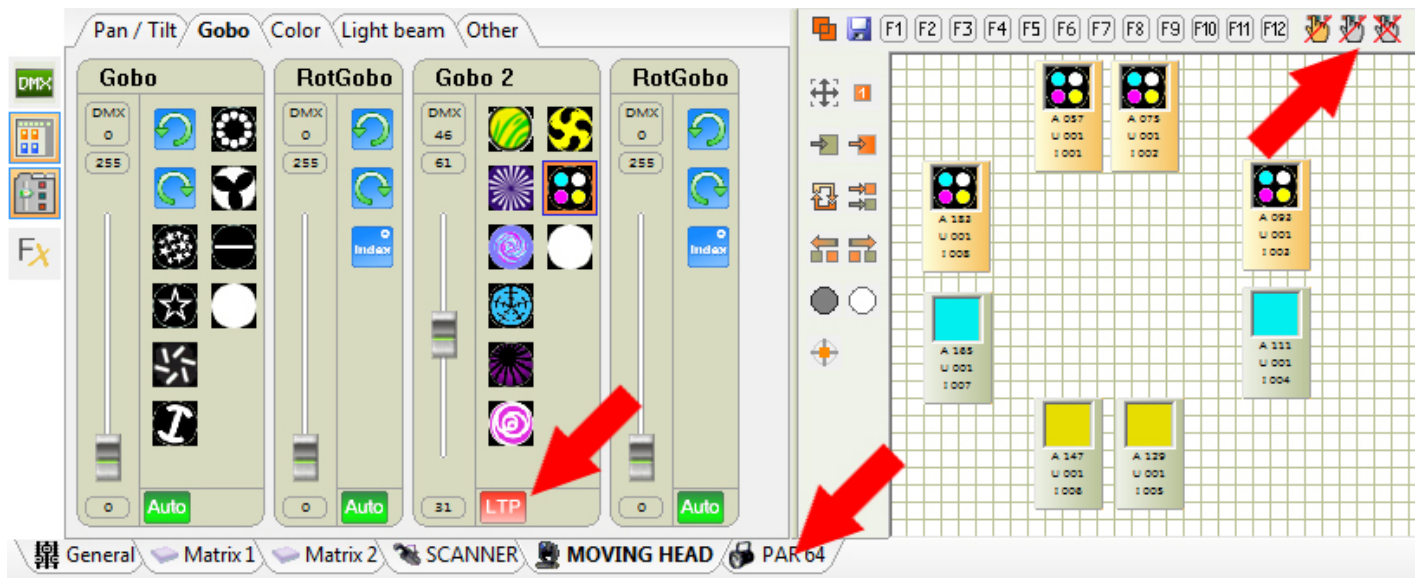 Pan / Tilt Gobo Color Light beam Other
F1 F2 F3 F4 F5 F6 F7 F8 F9 F10 F11 F12
DMX
Gobo RotGobo Gobo 2 RotGobo
DMX
0
255
DMX
0
255
DMX
46
61
DMX
0
255
Index
Index
0 Auto 0 Auto 31 LTP 0 Auto
Fx
1
A 057
U 001
I 001
A 075
U 001
I 002
A 183
U 001
I 008
A 093
U 001
I 003
A 165
U 001
I 007
A 111
U 001
I 004
A 147
U 001
I 006
A 129
U 001
I 005
General Matrix 1 Matrix 2 SCANNER MOVING HEAD PAR 64